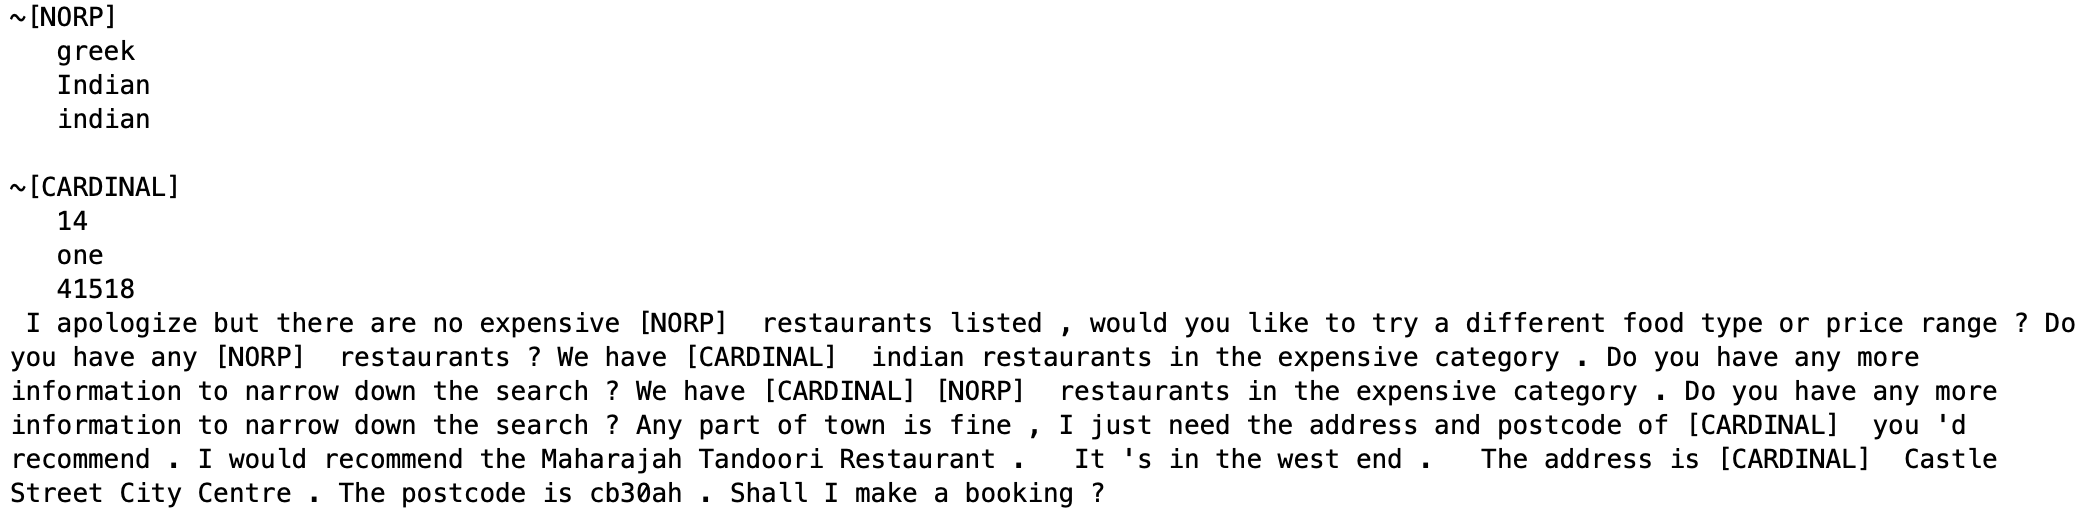 ~[NORP]
   greek
   Indian
   indian

~[CARDINAL]
   14
   one
   41518
 I apologize but there are no expensive [NORP]  restaurants listed , would you like to try a different food type or price range ? Do
you have any [NORP]  restaurants ? We have [CARDINAL]  indian restaurants in the expensive category . Do you have any more
information to narrow down the search ? We have [CARDINAL] [NORP]  restaurants in the expensive category . Do you have any more
information to narrow down the search ? Any part of town is fine , I just need the address and postcode of [CARDINAL]  you 'd
recommend . I would recommend the Maharajah Tandoori Restaurant .   It 's in the west end .   The address is [CARDINAL]  Castle
Street City Centre . The postcode is cb30ah . Shall I make a booking ?